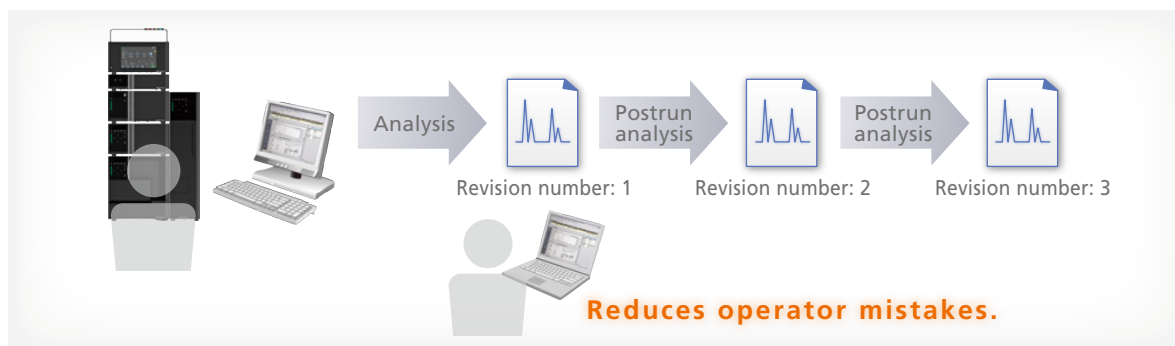 Analysis
Postrun
analysis
Postrun
analysis
Revision number: 1
Revision number: 2
Revision number: 3
Reduces operator mistakes.